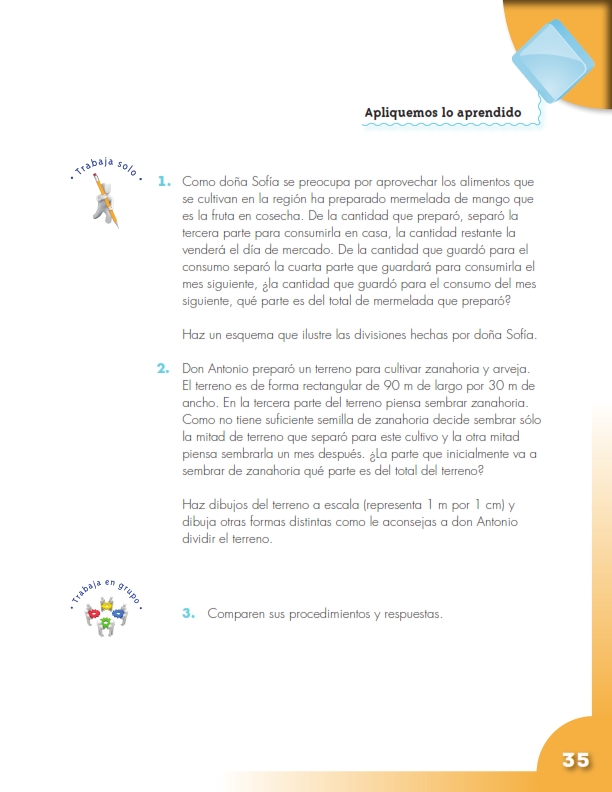 Apliquemos lo aprendido
• Trabaja solo •
1. Como doña Sofía se preocupa por aprovechar los alimentos que
se cultivan en la región ha preparado mermelada de mango que
es la fruta en cosecha. De la cantidad que preparó, separó la
tercera parte para consumirla en casa, la cantidad restante la
venderá el día de mercado. De la cantidad que guardó para el
consumo separó la cuarta parte que guardará para consumirla el
mes siguiente, ¿la cantidad que guardó para el consumo del mes
siguiente, qué parte es del total de mermelada que preparó?
Haz un esquema que ilustre las divisiones hechas por doña Sofía.
2. Don Antonio preparó un terreno para cultivar zanahoria y arveja.
El terreno es de forma rectangular de 90 m de largo por 30 m de
ancho. En la tercera parte del terreno piensa sembrar zanahoria.
Como no tiene suficiente semilla de zanahoria decide sembrar sólo
la mitad de terreno que separó para este cultivo y la otra mitad
piensa sembrarla un mes después. ¿La parte que inicialmente va a
sembrar de zanahoria qué parte es del total del terreno?
Haz dibujos del terreno a escala (representa 1 m por 1 cm) y
dibuja otras formas distintas como le aconsejas a don Antonio
dividir el terreno.
• Trabaja en grupo •
3. Comparen sus procedimientos y respuestas.
35